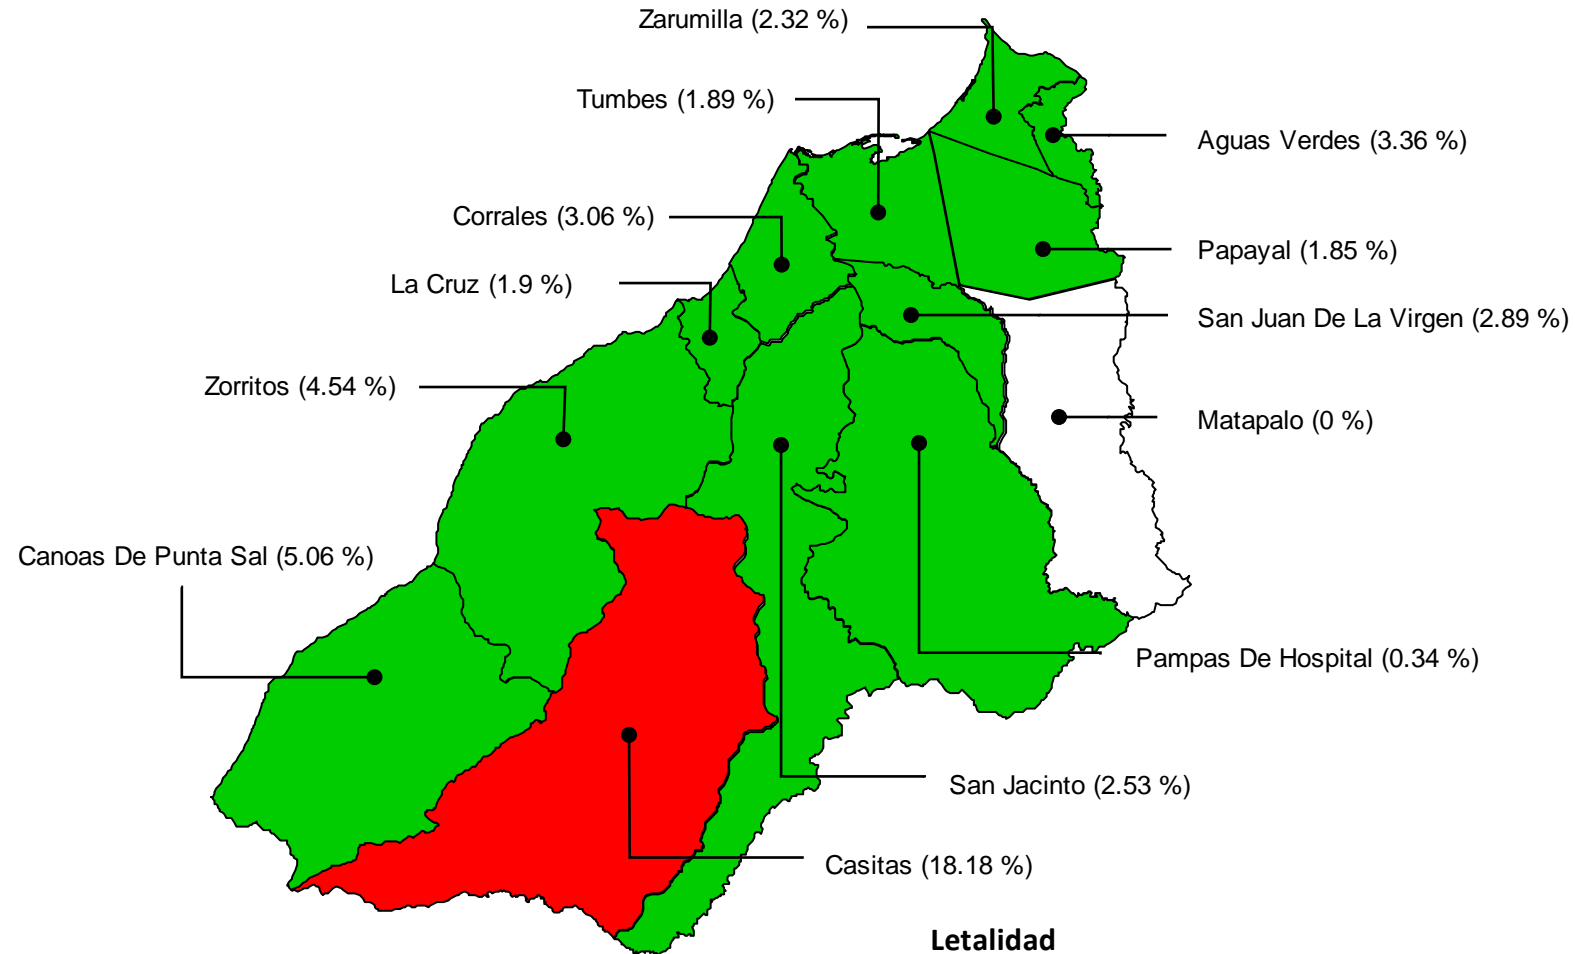 Zarumilla (2.32 %)
Tumbes (1.89 %)
Aguas Verdes (3.36 %)
Corrales (3.06 %)
Papayal (1.85 %)
La Cruz (1.9 %)
San Juan De La Virgen (2.89 %)
Zorritos (4.54 %)
Matapalo (0 %)
Canoas De Punta Sal (5.06 %)
Pampas De Hospital (0.34 %)
San Jacinto (2.53 %)
Casitas (18.18 %)
Letalidad